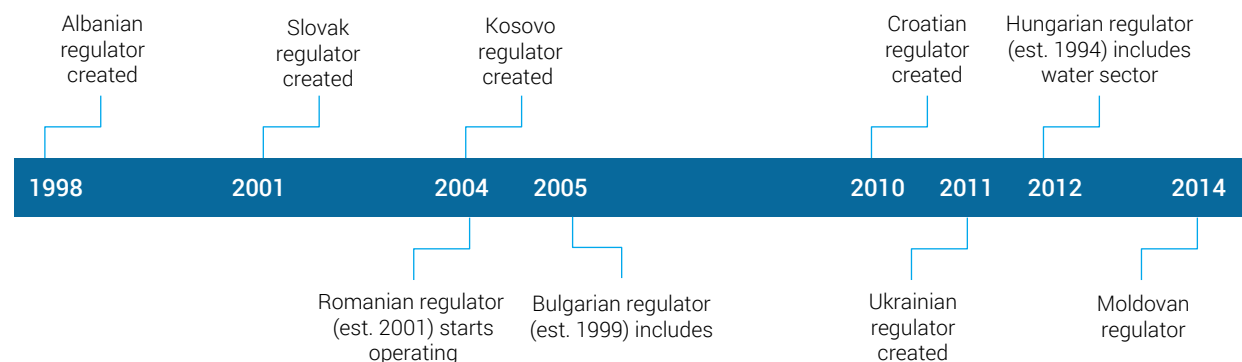 Albanian
regulator
created
Slovak
regulator
created
Kosovo
regulator
created
Croatian
regulator
created
Hungarian regulator
(est. 1994) includes
water sector
1998
2001
2004
2005
2010
2011
2012
2014
Romanian regulator
(est. 2001) starts
operating
Bulgarian regulator
(est. 1999) includes
Ukrainian
regulator
created
Moldovan
regulator